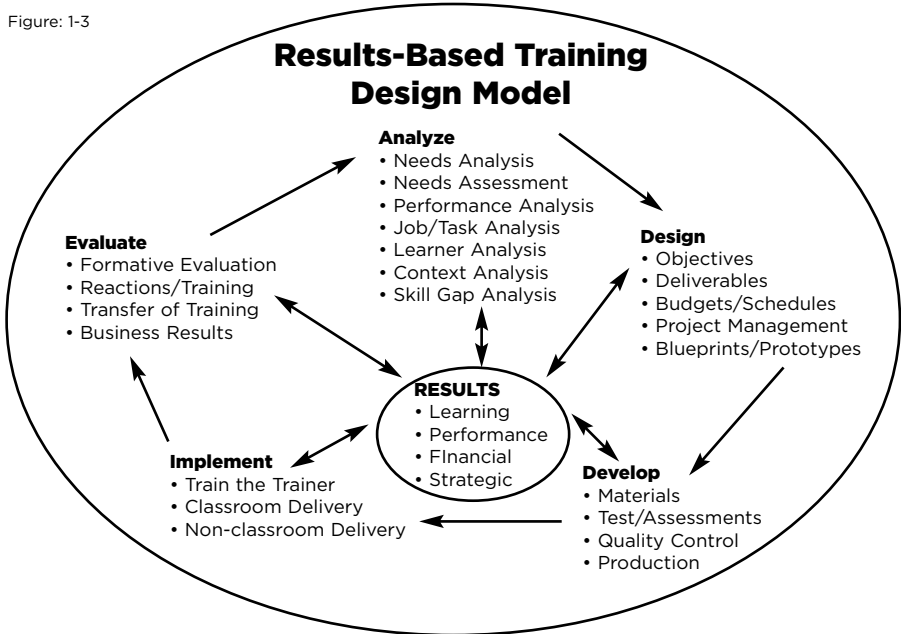 Figure: 1-3
Results-Based Training
Design Model
Analyze
• Needs Analysis
• Needs Assessment
• Performance Analysis
• Job/Task Analysis
• Learner Analysis
• Context Analysis
• Skill Gap Analysis
Design
• Objectives
• Deliverables
• Budgets/Schedules
• Project Management
• Blueprints/Prototypes
Develop
• Materials
• Test/Assessments
• Quality Control
• Production
Implement
• Train the Trainer
• Classroom Delivery
• Non-classroom Delivery
Evaluate
• Formative Evaluation
• Reactions/Training
• Transfer of Training
• Business Results
RESULTS
• Learning
• Performance
• FInancial
• Strategic